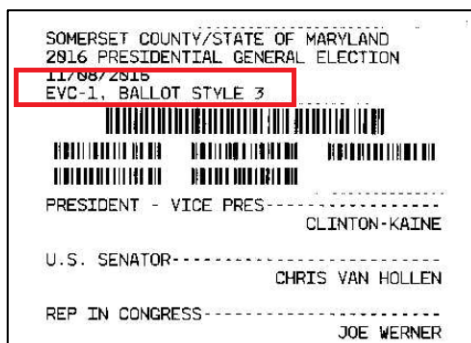 SOMERSET COUNTY/STATE OF MARYLAND
2016 PRESIDENTIAL GENERAL ELECTION
11/08/2016
EVC-1, BALLOT STYLE 3
PRESIDENT - VICE PRES------------------
CLINTON-KAINE
U.S. SENATOR---------------------------
CHRIS VAN HOLLEN
REP IN CONGRESS------------------------
JOE WERNER